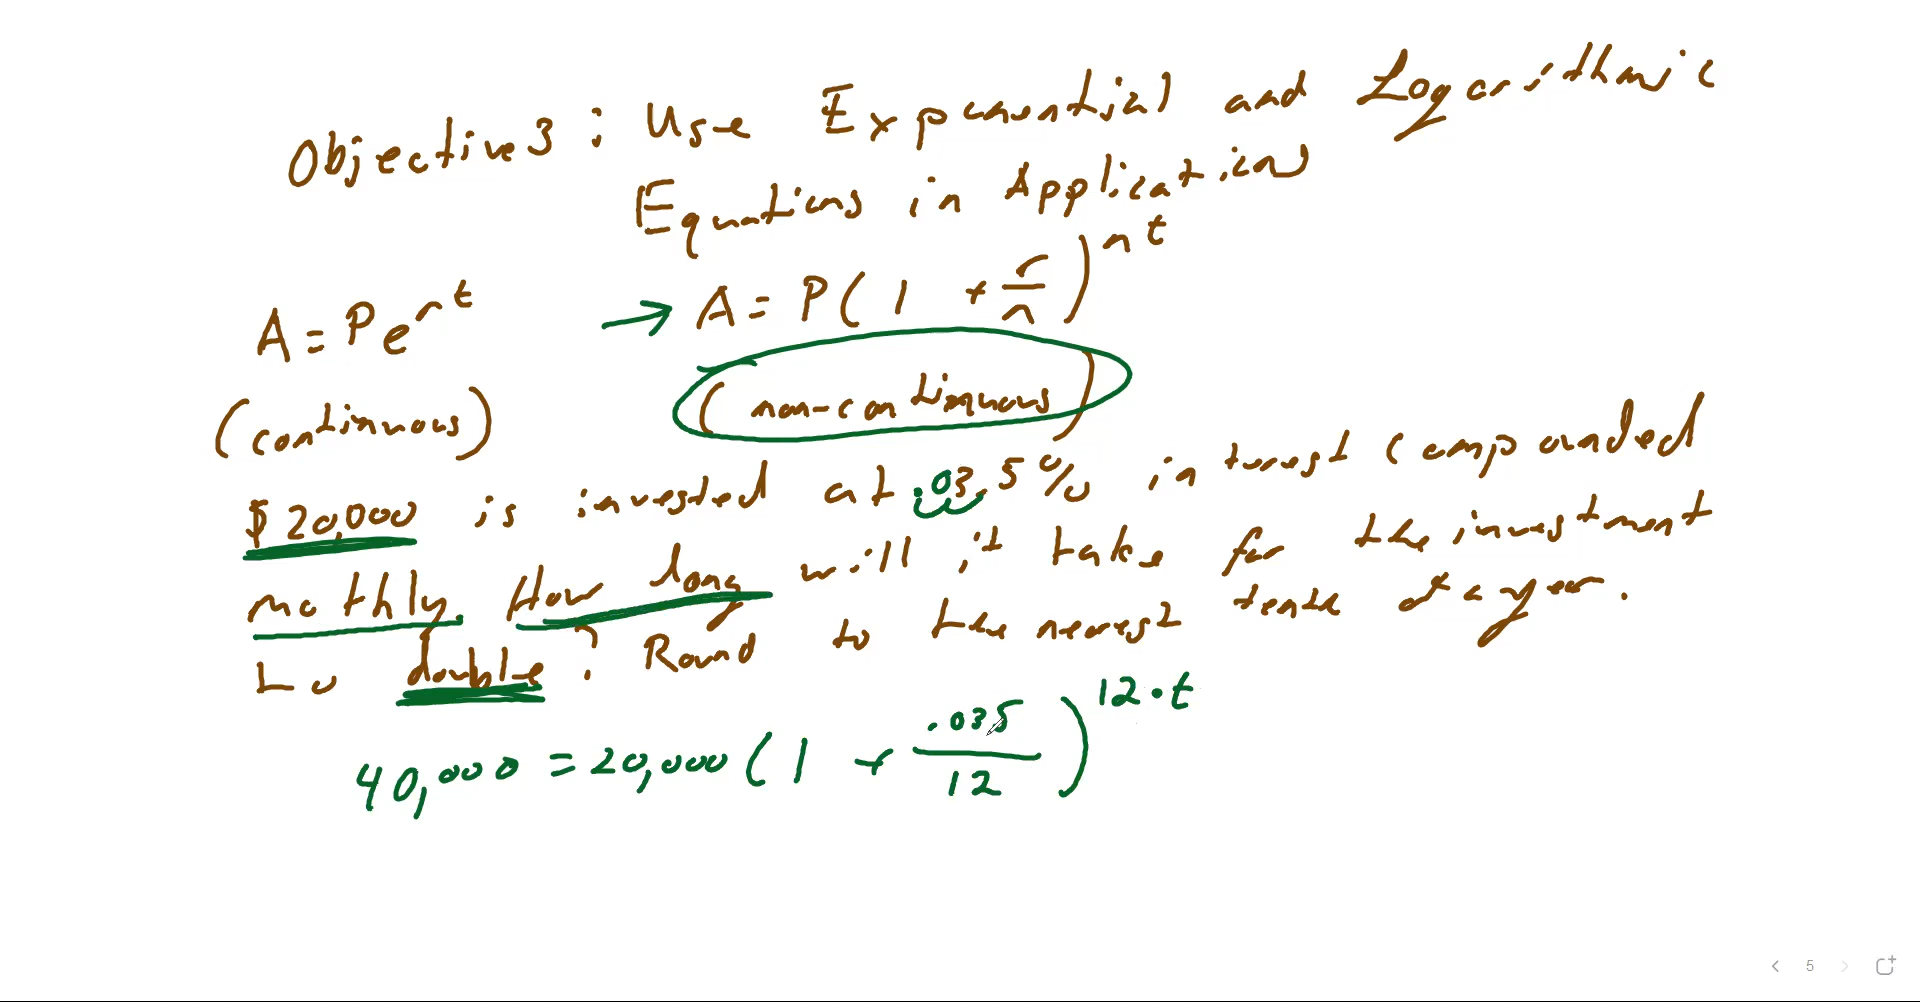 Objective 3 : Use Exponential and Logarithmic
Equations in Application
A = Pe^rt → A = P(1 + r/n)^nt
(continuous) (non-continuous)
$20,000 is invested at .03.5% interest compounded
monthly. How long will it take for the investment
to double? Round to the nearest tenth of a year.
40,000 = 20,000(1 + .035/12)^12·t
5